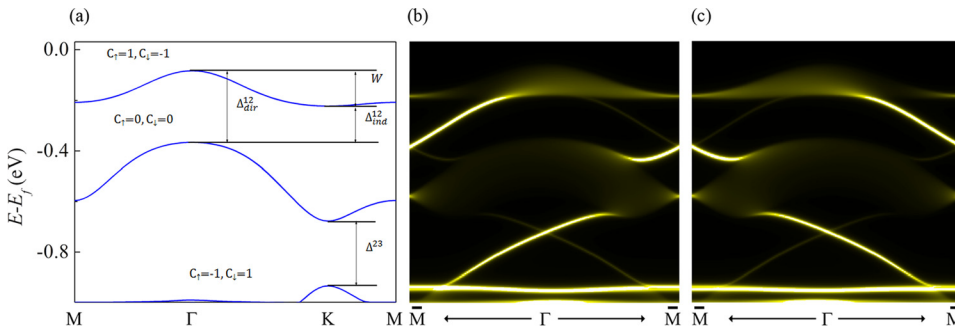 (a)
(b)
(c)
E-E_f (eV)
0.0
-0.4
-0.8
C↑=1, C↓=-1
C↑=0, C↓=0
C↑=-1, C↓=1
W
Δ^12_dir
Δ^12_ind
Δ^23
M Γ K M
M̄ Γ M̄
M̄ Γ M̄